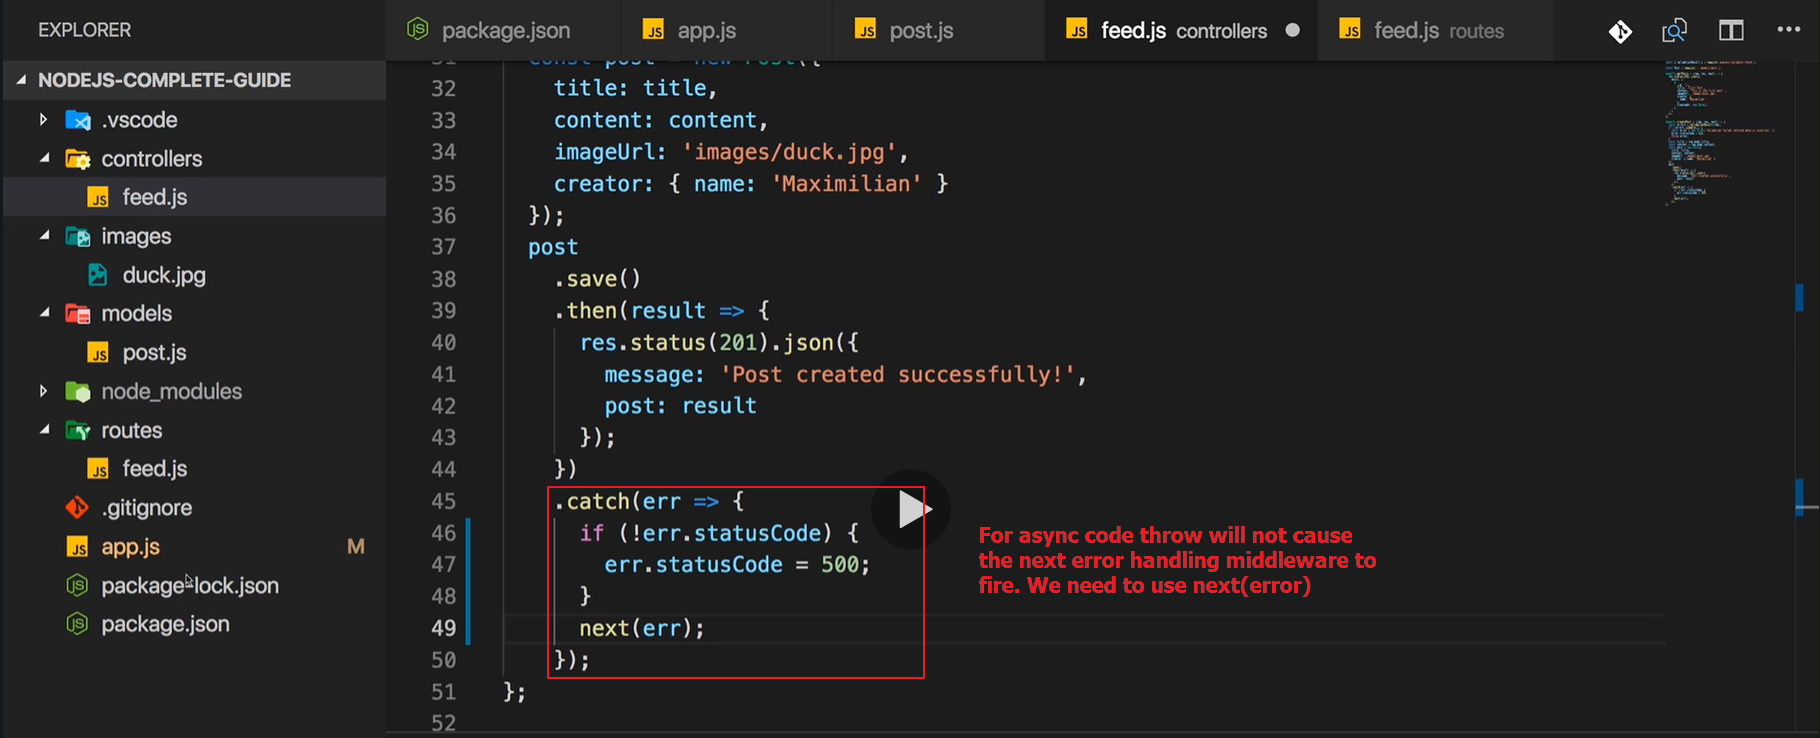 EXPLORER
package.json
app.js
post.js
feed.js controllers
feed.js routes
NODEJS-COMPLETE-GUIDE
.vscode
controllers
feed.js
images
duck.jpg
models
post.js
node_modules
routes
feed.js
.gitignore
app.js M
package-lock.json
package.json
32 title: title,
33 content: content,
34 imageUrl: 'images/duck.jpg',
35 creator: { name: 'Maximilian' }
36 });
37 post
38 .save()
39 .then(result => {
40 res.status(201).json({
41 message: 'Post created successfully!',
42 post: result
43 });
44 })
45 .catch(err => {
46 if (!err.statusCode) {
47 err.statusCode = 500;
48 }
49 next(err);
50 });
51 };
52
For async code throw will not cause
the next error handling middleware to
fire. We need to use next(error)